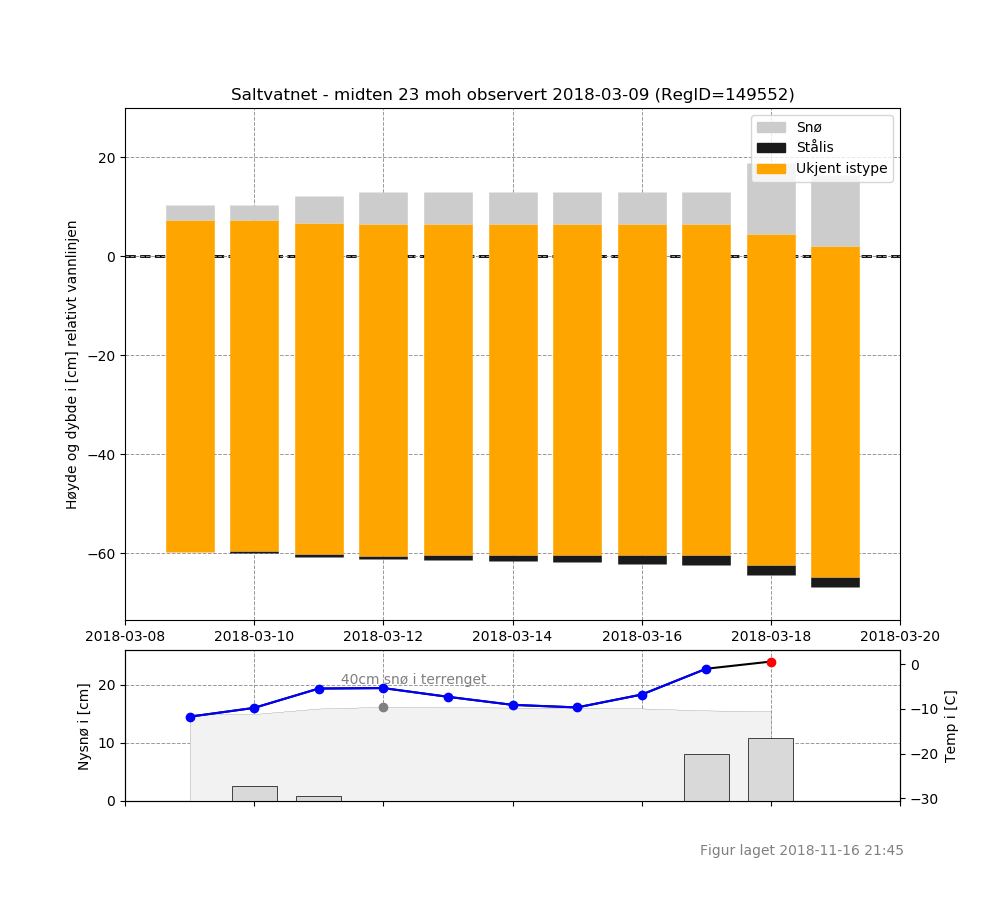 Saltvatnet - midten 23 moh observert 2018-03-09 (RegID=149552)
Snø
Stålis
Ukjent istype
Høyde og dybde i [cm] relativt vannlinjen
20
0
−20
−40
−60
2018-03-08 2018-03-10 2018-03-12 2018-03-14 2018-03-16 2018-03-18 2018-03-20
40cm snø i terrenget
Nysnø i [cm]
20
10
0
Temp i [C]
0
−10
−20
−30
Figur laget 2018-11-16 21:45